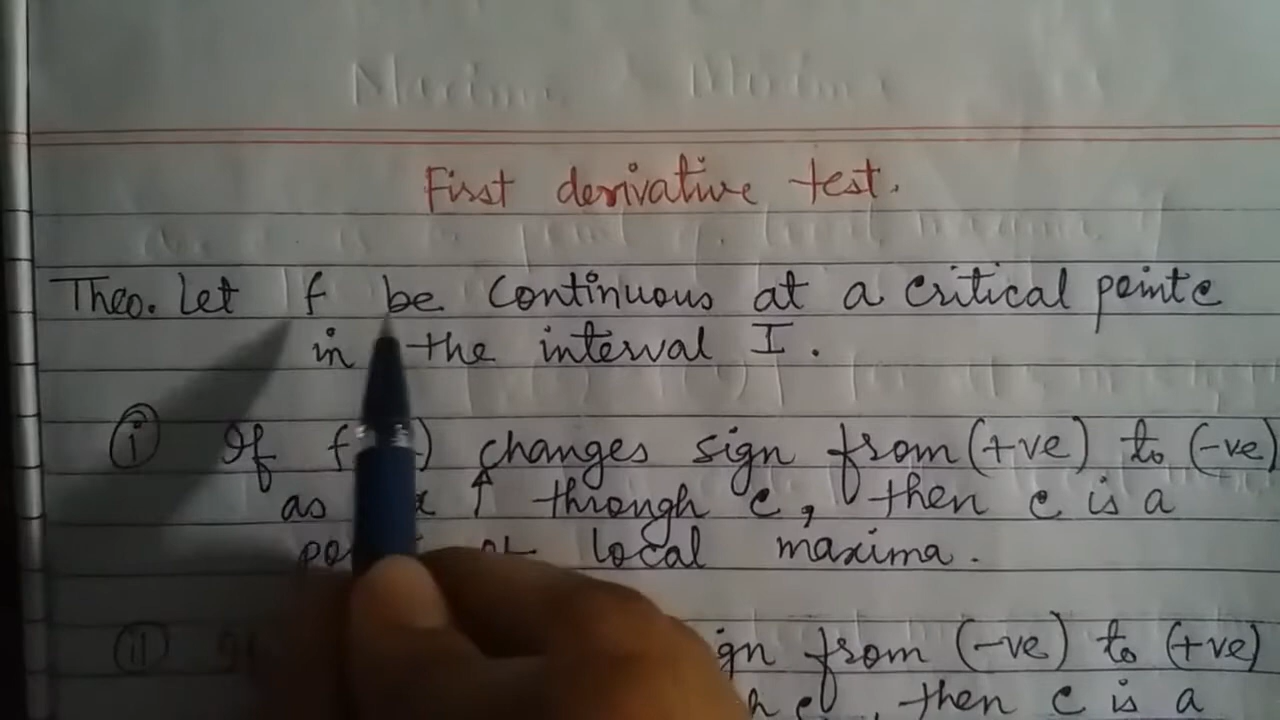 First derivative test.
Theo. Let f be continuous at a critical point c
in the interval I.
(i) If changes sign from (+ve) to (-ve)
as x ↑ through c, then c is a
local maxima.
(ii) from (-ve) to (+ve)
, then c is a